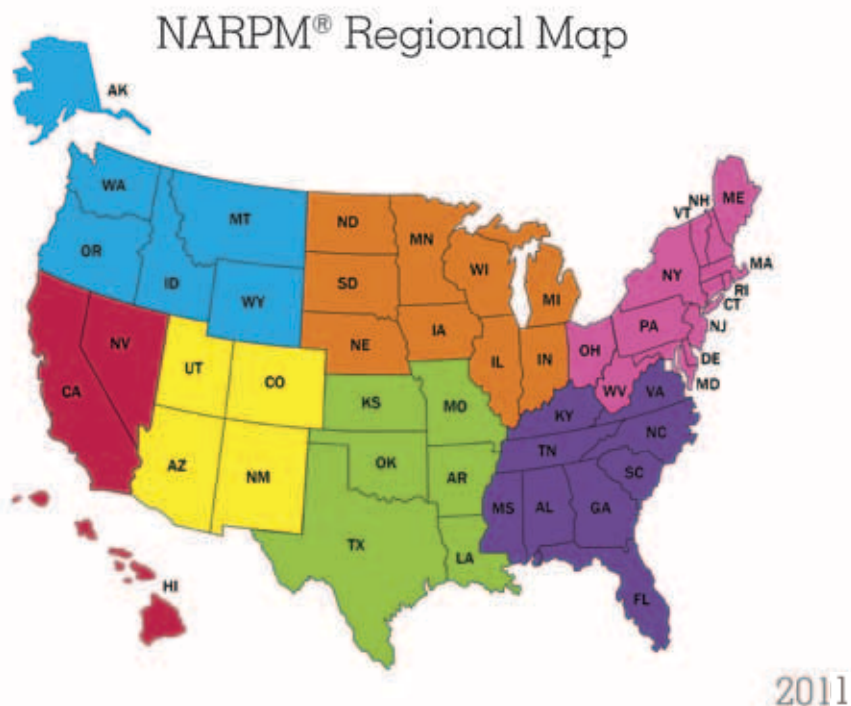 NARPM® Regional Map
AK
WA
MT
ND
MN
NH
ME
VT
OR
ID
WY
SD
WI
MI
NY
MA
RI
CT
NV
NE
IA
PA
NJ
CA
UT
CO
IL
IN
OH
DE
MD
WV
VA
KS
MO
KY
NC
AZ
NM
OK
AR
TN
SC
MS
AL
GA
TX
LA
HI
FL
2011